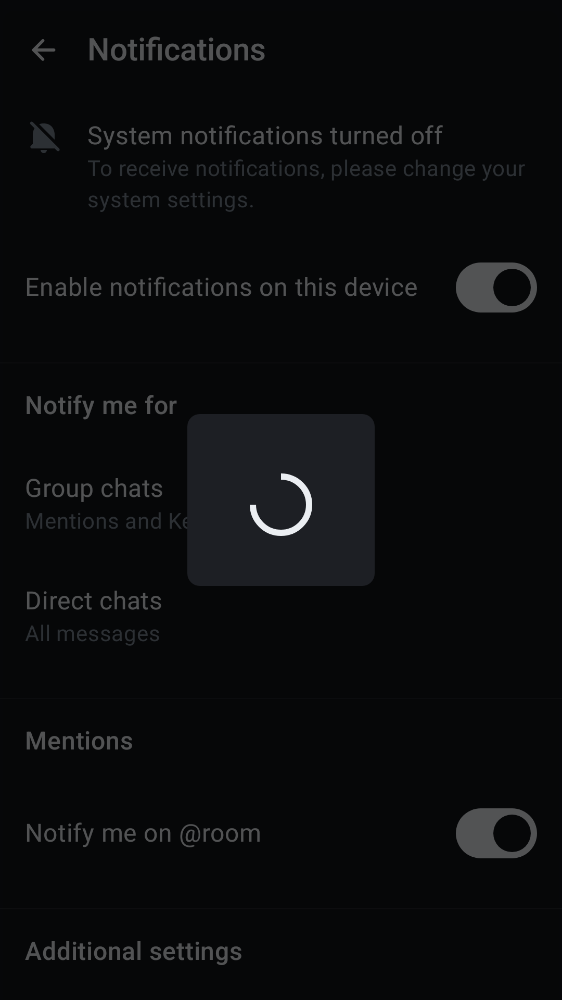 Notifications
System notifications turned off
To receive notifications, please change your
system settings.
Enable notifications on this device
Notify me for
Group chats
Mentions and Ke
Direct chats
All messages
Mentions
Notify me on @room
Additional settings